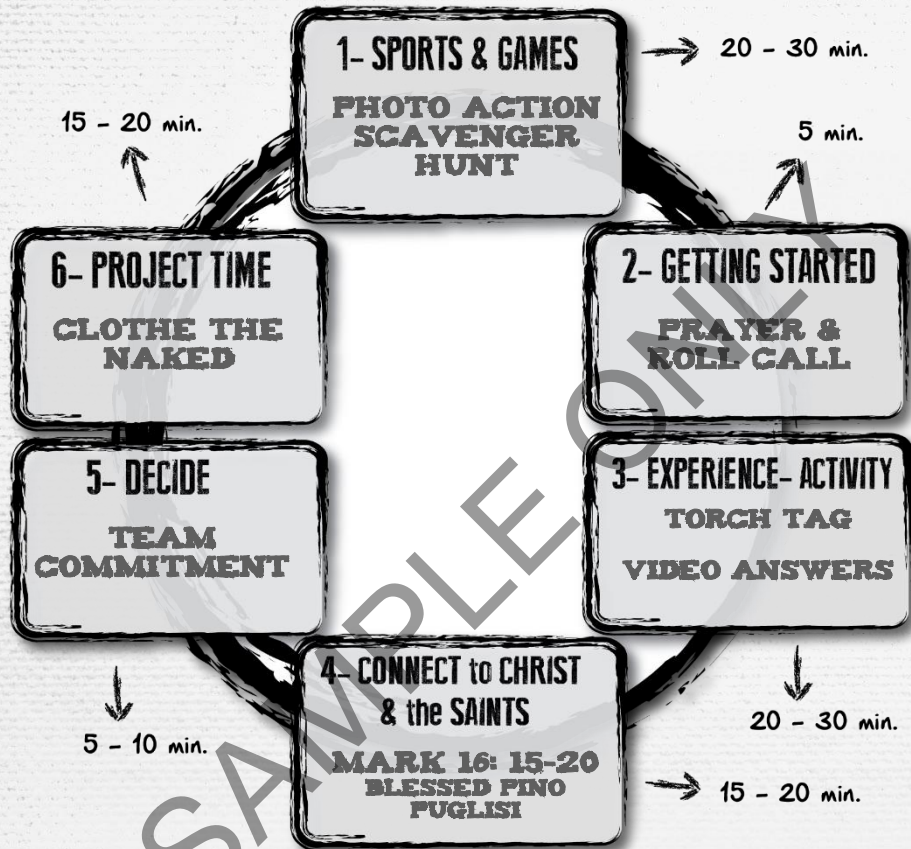 1- SPORTS & GAMES
PHOTO ACTION
SCAVENGER
HUNT
20 - 30 min.
2- GETTING STARTED
PRAYER &
ROLL CALL
5 min.
3- EXPERIENCE- ACTIVITY
TORCH TAG
VIDEO ANSWERS
20 - 30 min.
4- CONNECT to CHRIST
& the SAINTS
MARK 16: 15-20
BLESSED PINO
PUGLISI
15 - 20 min.
5- DECIDE
TEAM
COMMITMENT
5 - 10 min.
6- PROJECT TIME
CLOTHE THE
NAKED
15 - 20 min.
SAMPLE ONLY